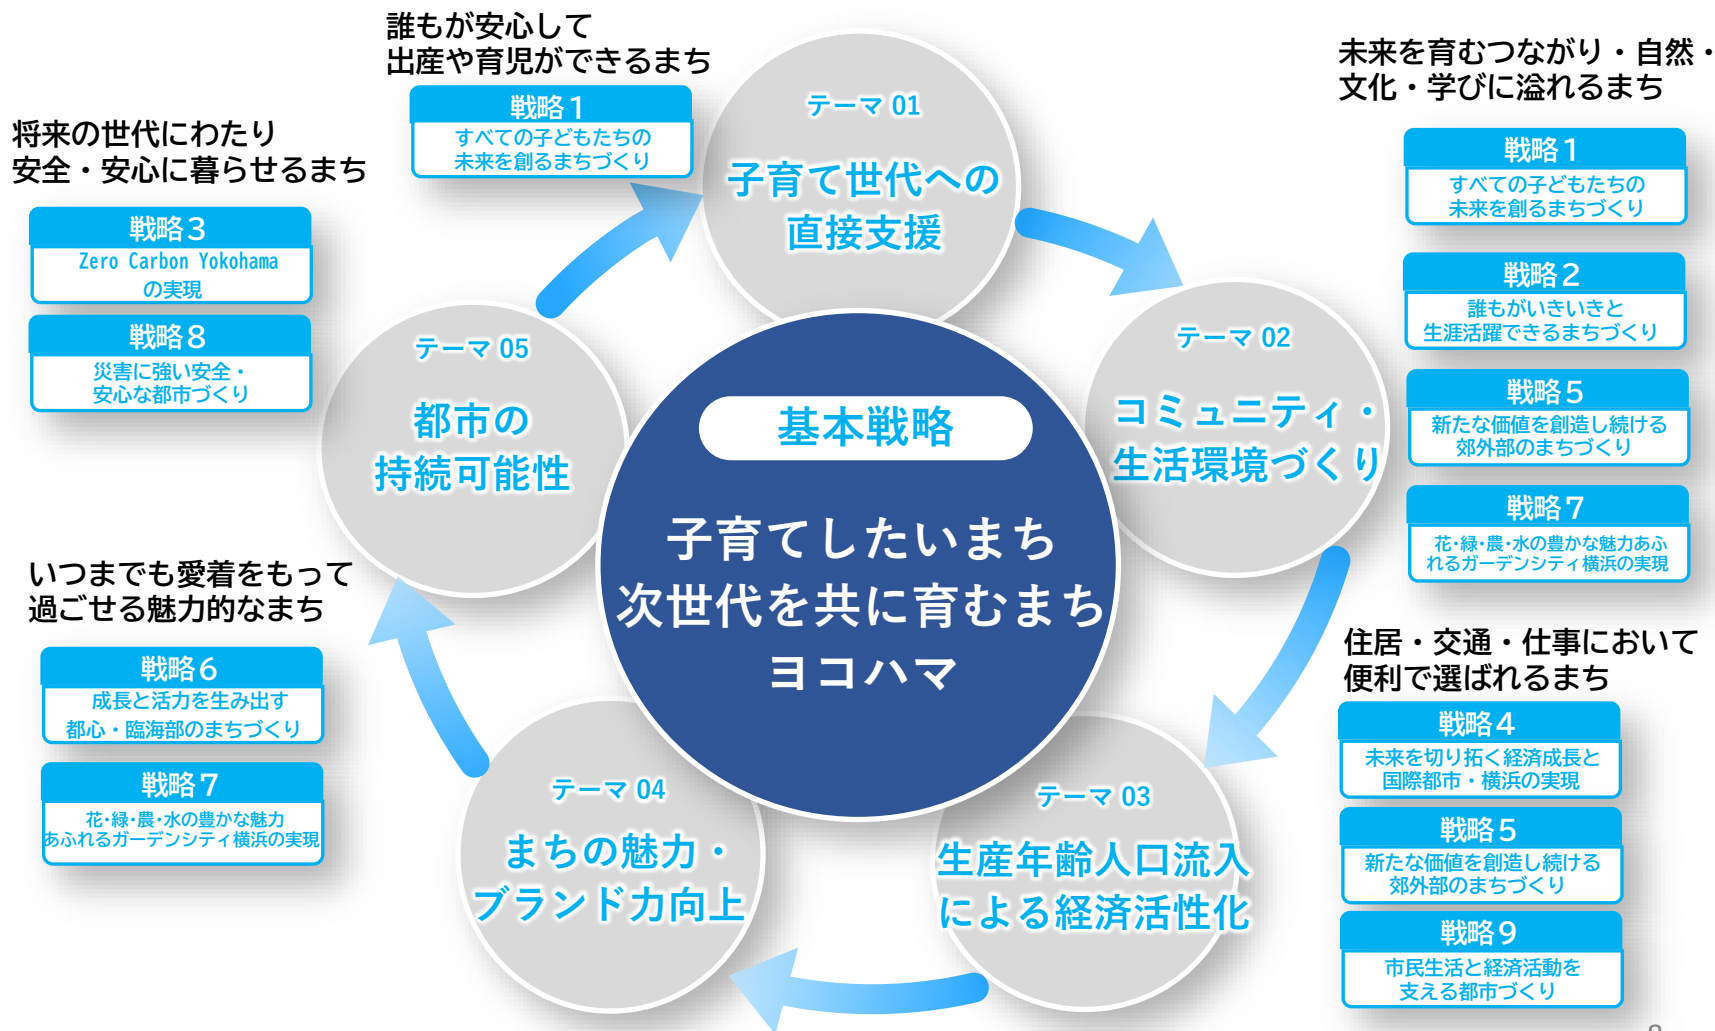 誰もが安心して
出産や育児ができるまち
戦略１
すべての子どもたちの
未来を創るまちづくり
テーマ 01
子育て世代への
直接支援
未来を育むつながり・自然・
文化・学びに溢れるまち
戦略１
すべての子どもたちの
未来を創るまちづくり
戦略２
誰もがいきいきと
生涯活躍できるまちづくり
戦略５
新たな価値を創造し続ける
郊外部のまちづくり
戦略７
花・緑・農・水の豊かな魅力あふ
れるガーデンシティ横浜の実現
テーマ 02
コミュニティ・
生活環境づくり
住居・交通・仕事において
便利で選ばれるまち
戦略４
未来を切り拓く経済成長と
国際都市・横浜の実現
戦略５
新たな価値を創造し続ける
郊外部のまちづくり
戦略９
市民生活と経済活動を
支える都市づくり
テーマ 03
生産年齢人口流入
による経済活性化
テーマ 04
まちの魅力・
ブランド力向上
いつまでも愛着をもって
過ごせる魅力的なまち
戦略６
成長と活力を生み出す
都心・臨海部のまちづくり
戦略７
花・緑・農・水の豊かな魅力
あふれるガーデンシティ横浜の実現
テーマ 05
都市の
持続可能性
将来の世代にわたり
安全・安心に暮らせるまち
戦略３
Zero Carbon Yokohama
の実現
戦略８
災害に強い安全・
安心な都市づくり
基本戦略
子育てしたいまち
次世代を共に育むまち
ヨコハマ